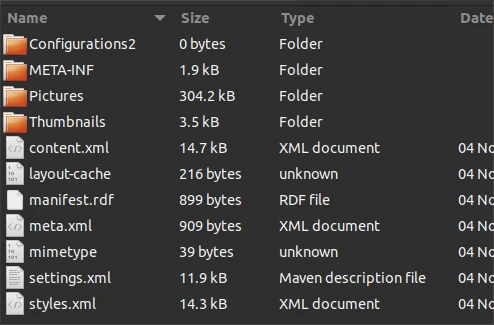 Name Size Type Date
Configurations2 0 bytes Folder
META-INF 1.9 kB Folder
Pictures 304.2 kB Folder
Thumbnails 3.5 kB Folder
content.xml 14.7 kB XML document 04 No
layout-cache 216 bytes unknown 04 No
manifest.rdf 899 bytes RDF file 04 No
meta.xml 909 bytes XML document 04 No
mimetype 39 bytes unknown 04 No
settings.xml 11.9 kB Maven description file 04 No
styles.xml 14.3 kB XML document 04 No